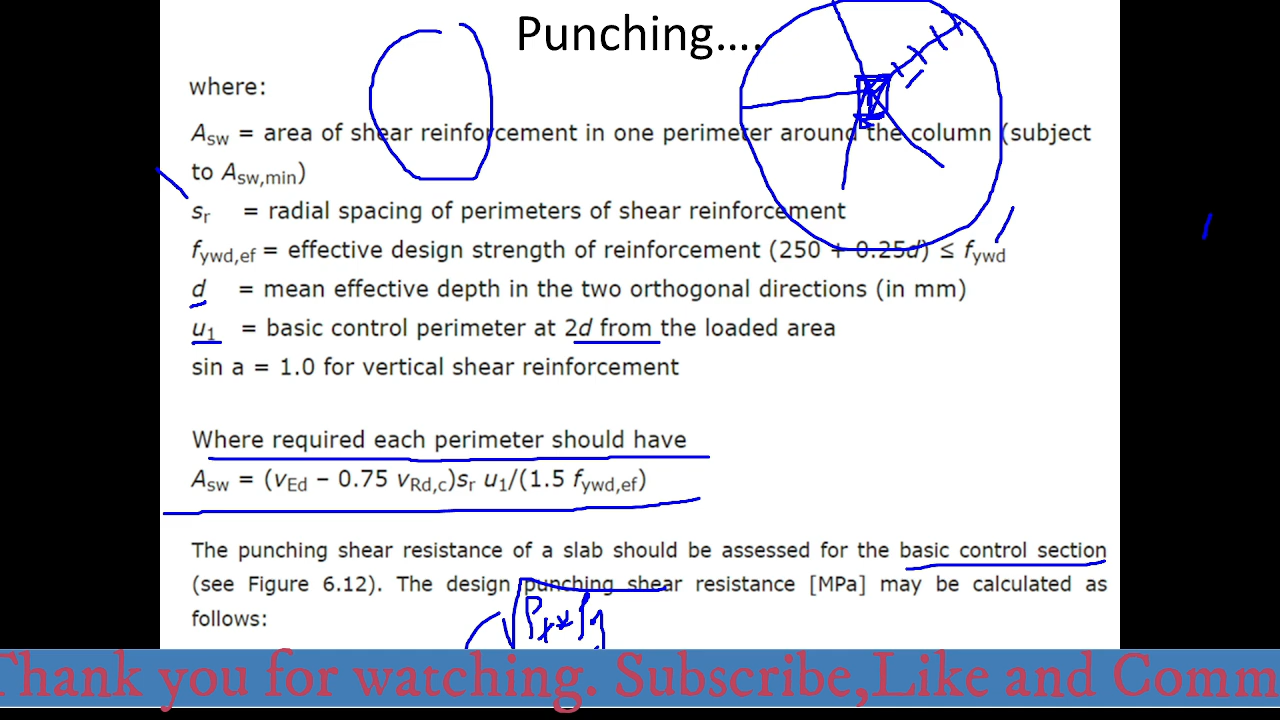 Punching....
where:
Asw = area of shear reinforcement in one perimeter around the column (subject
to Asw,min)
sr = radial spacing of perimeters of shear reinforcement
fywd,ef = effective design strength of reinforcement (250 + 0.25d) ≤ fywd
d = mean effective depth in the two orthogonal directions (in mm)
u1 = basic control perimeter at 2d from the loaded area
sin a = 1.0 for vertical shear reinforcement
Where required each perimeter should have
Asw = (vEd − 0.75 vRd,c)sr u1/(1.5 fywd,ef)
The punching shear resistance of a slab should be assessed for the basic control section
(see Figure 6.12). The design punching shear resistance [MPa] may be calculated as
follows:
Thank you for watching. Subscribe,Like and Comm